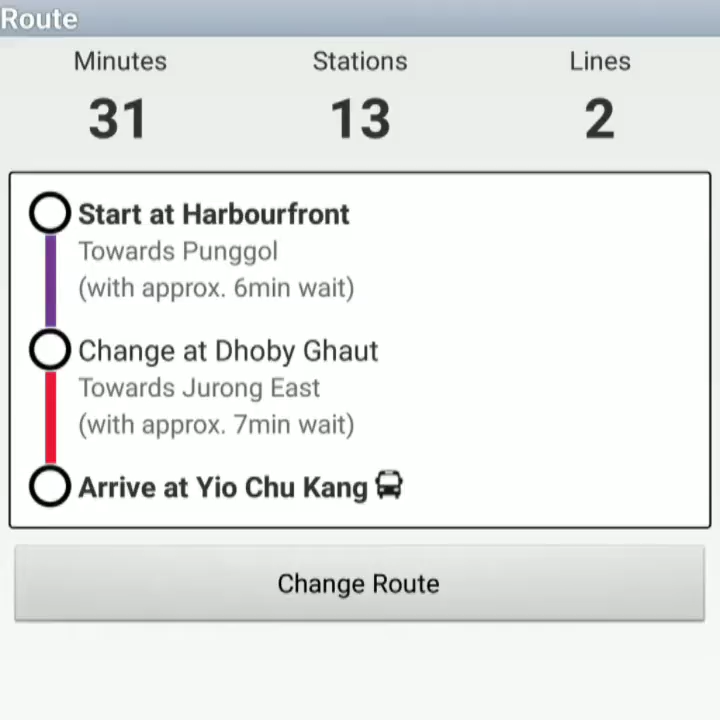 Route
Minutes Stations Lines
31 13 2
Start at Harbourfront
Towards Punggol
(with approx. 6min wait)
Change at Dhoby Ghaut
Towards Jurong East
(with approx. 7min wait)
Arrive at Yio Chu Kang
Change Route